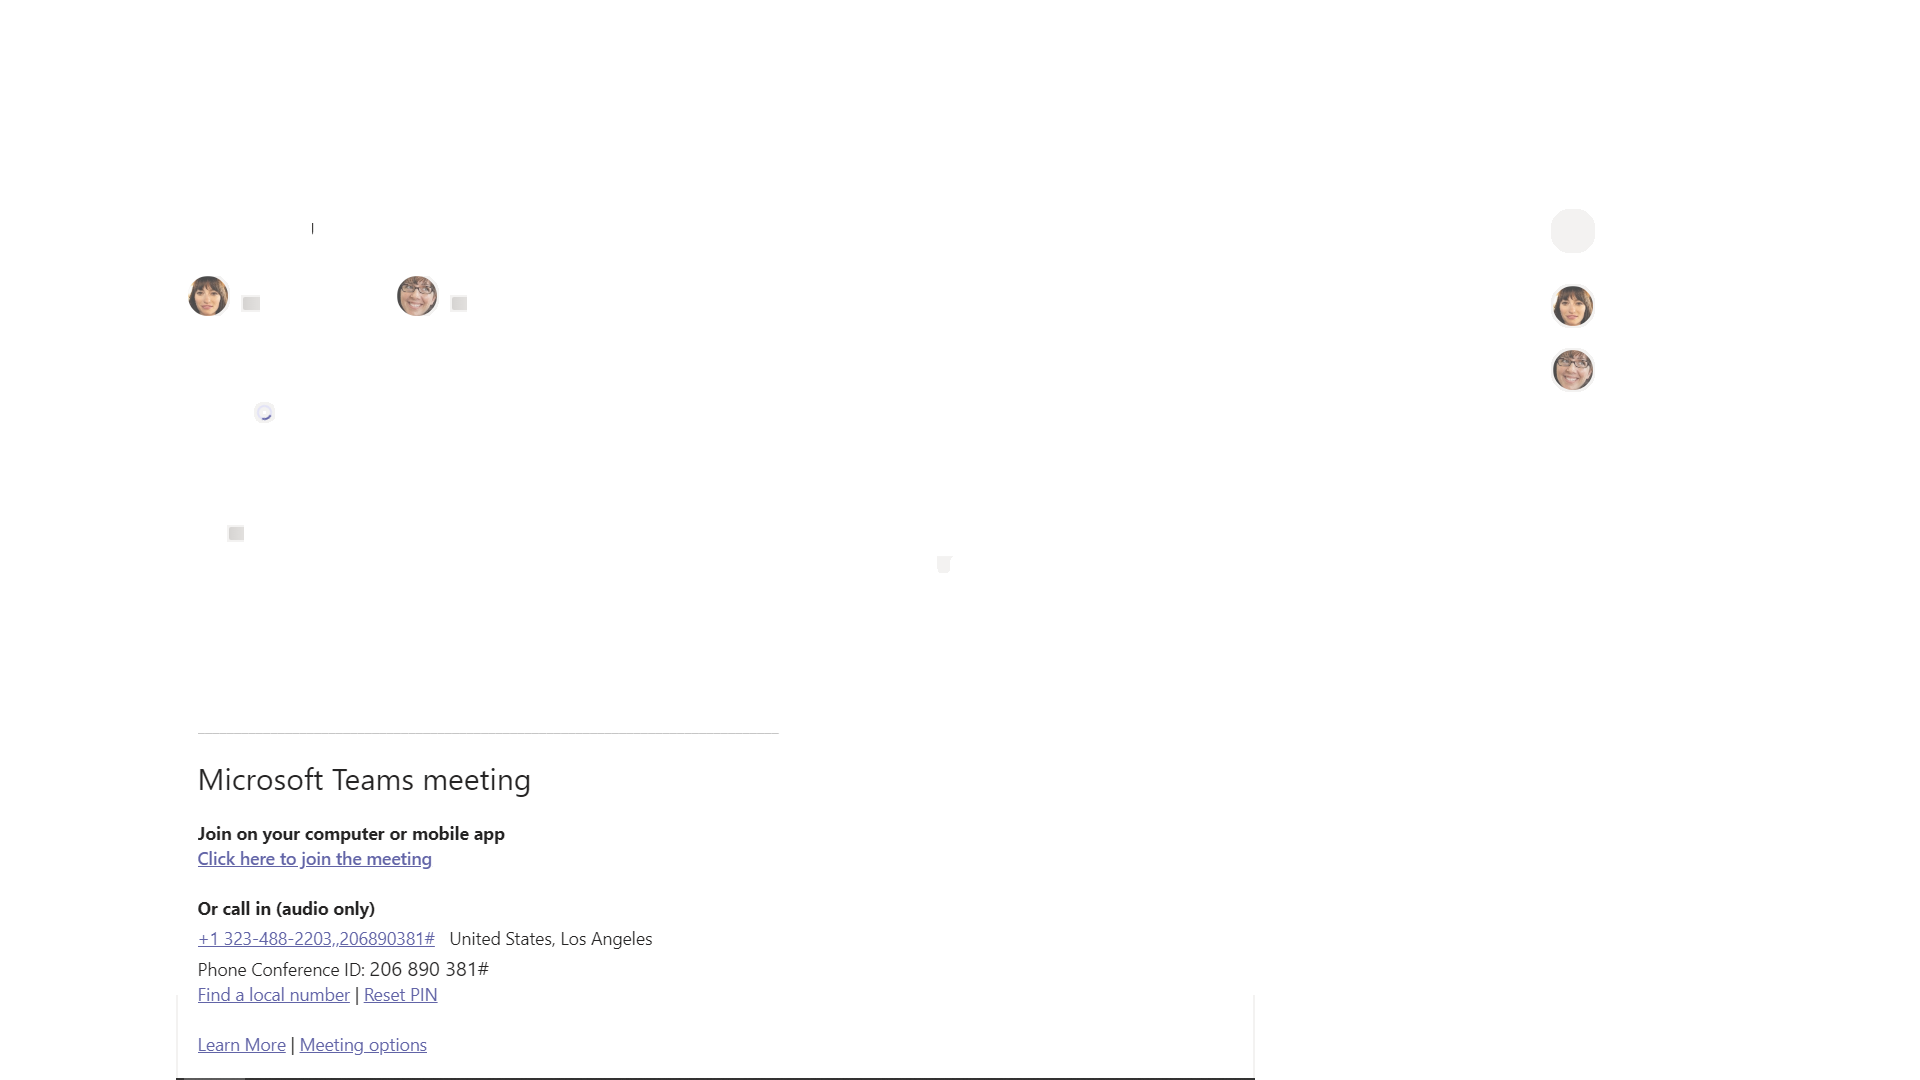 Microsoft Teams meeting
Join on your computer or mobile app
Click here to join the meeting
Or call in (audio only)
+1 323-488-2203,,206890381# United States, Los Angeles
Phone Conference ID: 206 890 381#
Find a local number | Reset PIN
Learn More | Meeting options